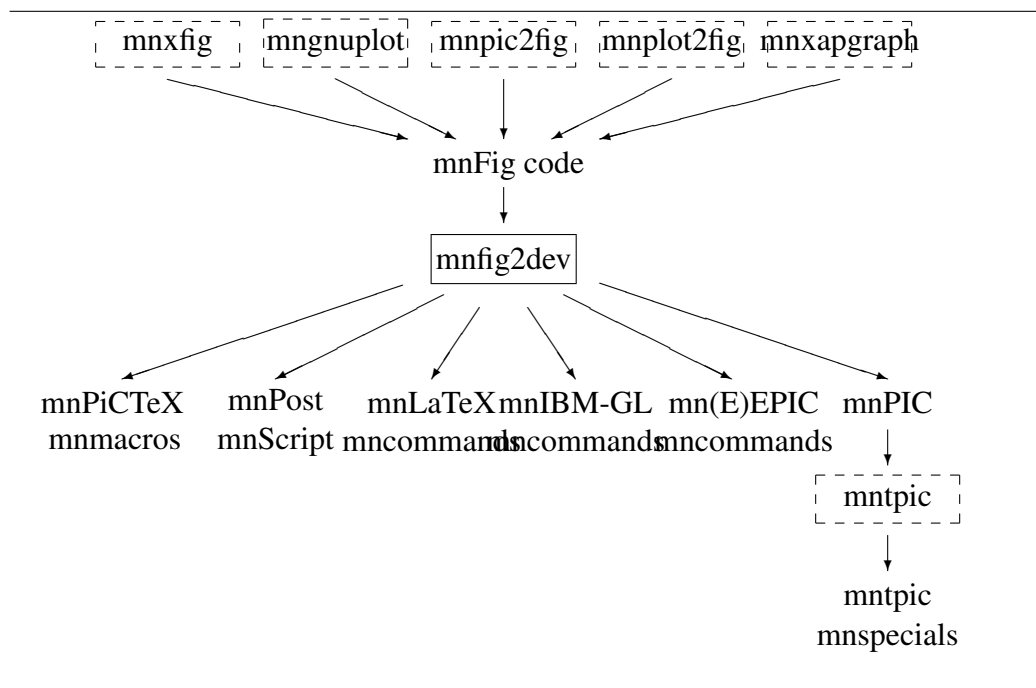 mnxfig mngnuplot mnpic2fig mnplot2fig mnxapgraph
mnFig code
mnfig2dev
mnPiCTeX mnPost mnLaTeX mnIBM-GL mn(E)EPIC mnPIC
mnmacros mnScript mncommands mncommands mncommands
mntpic
mntpic
mnspecials